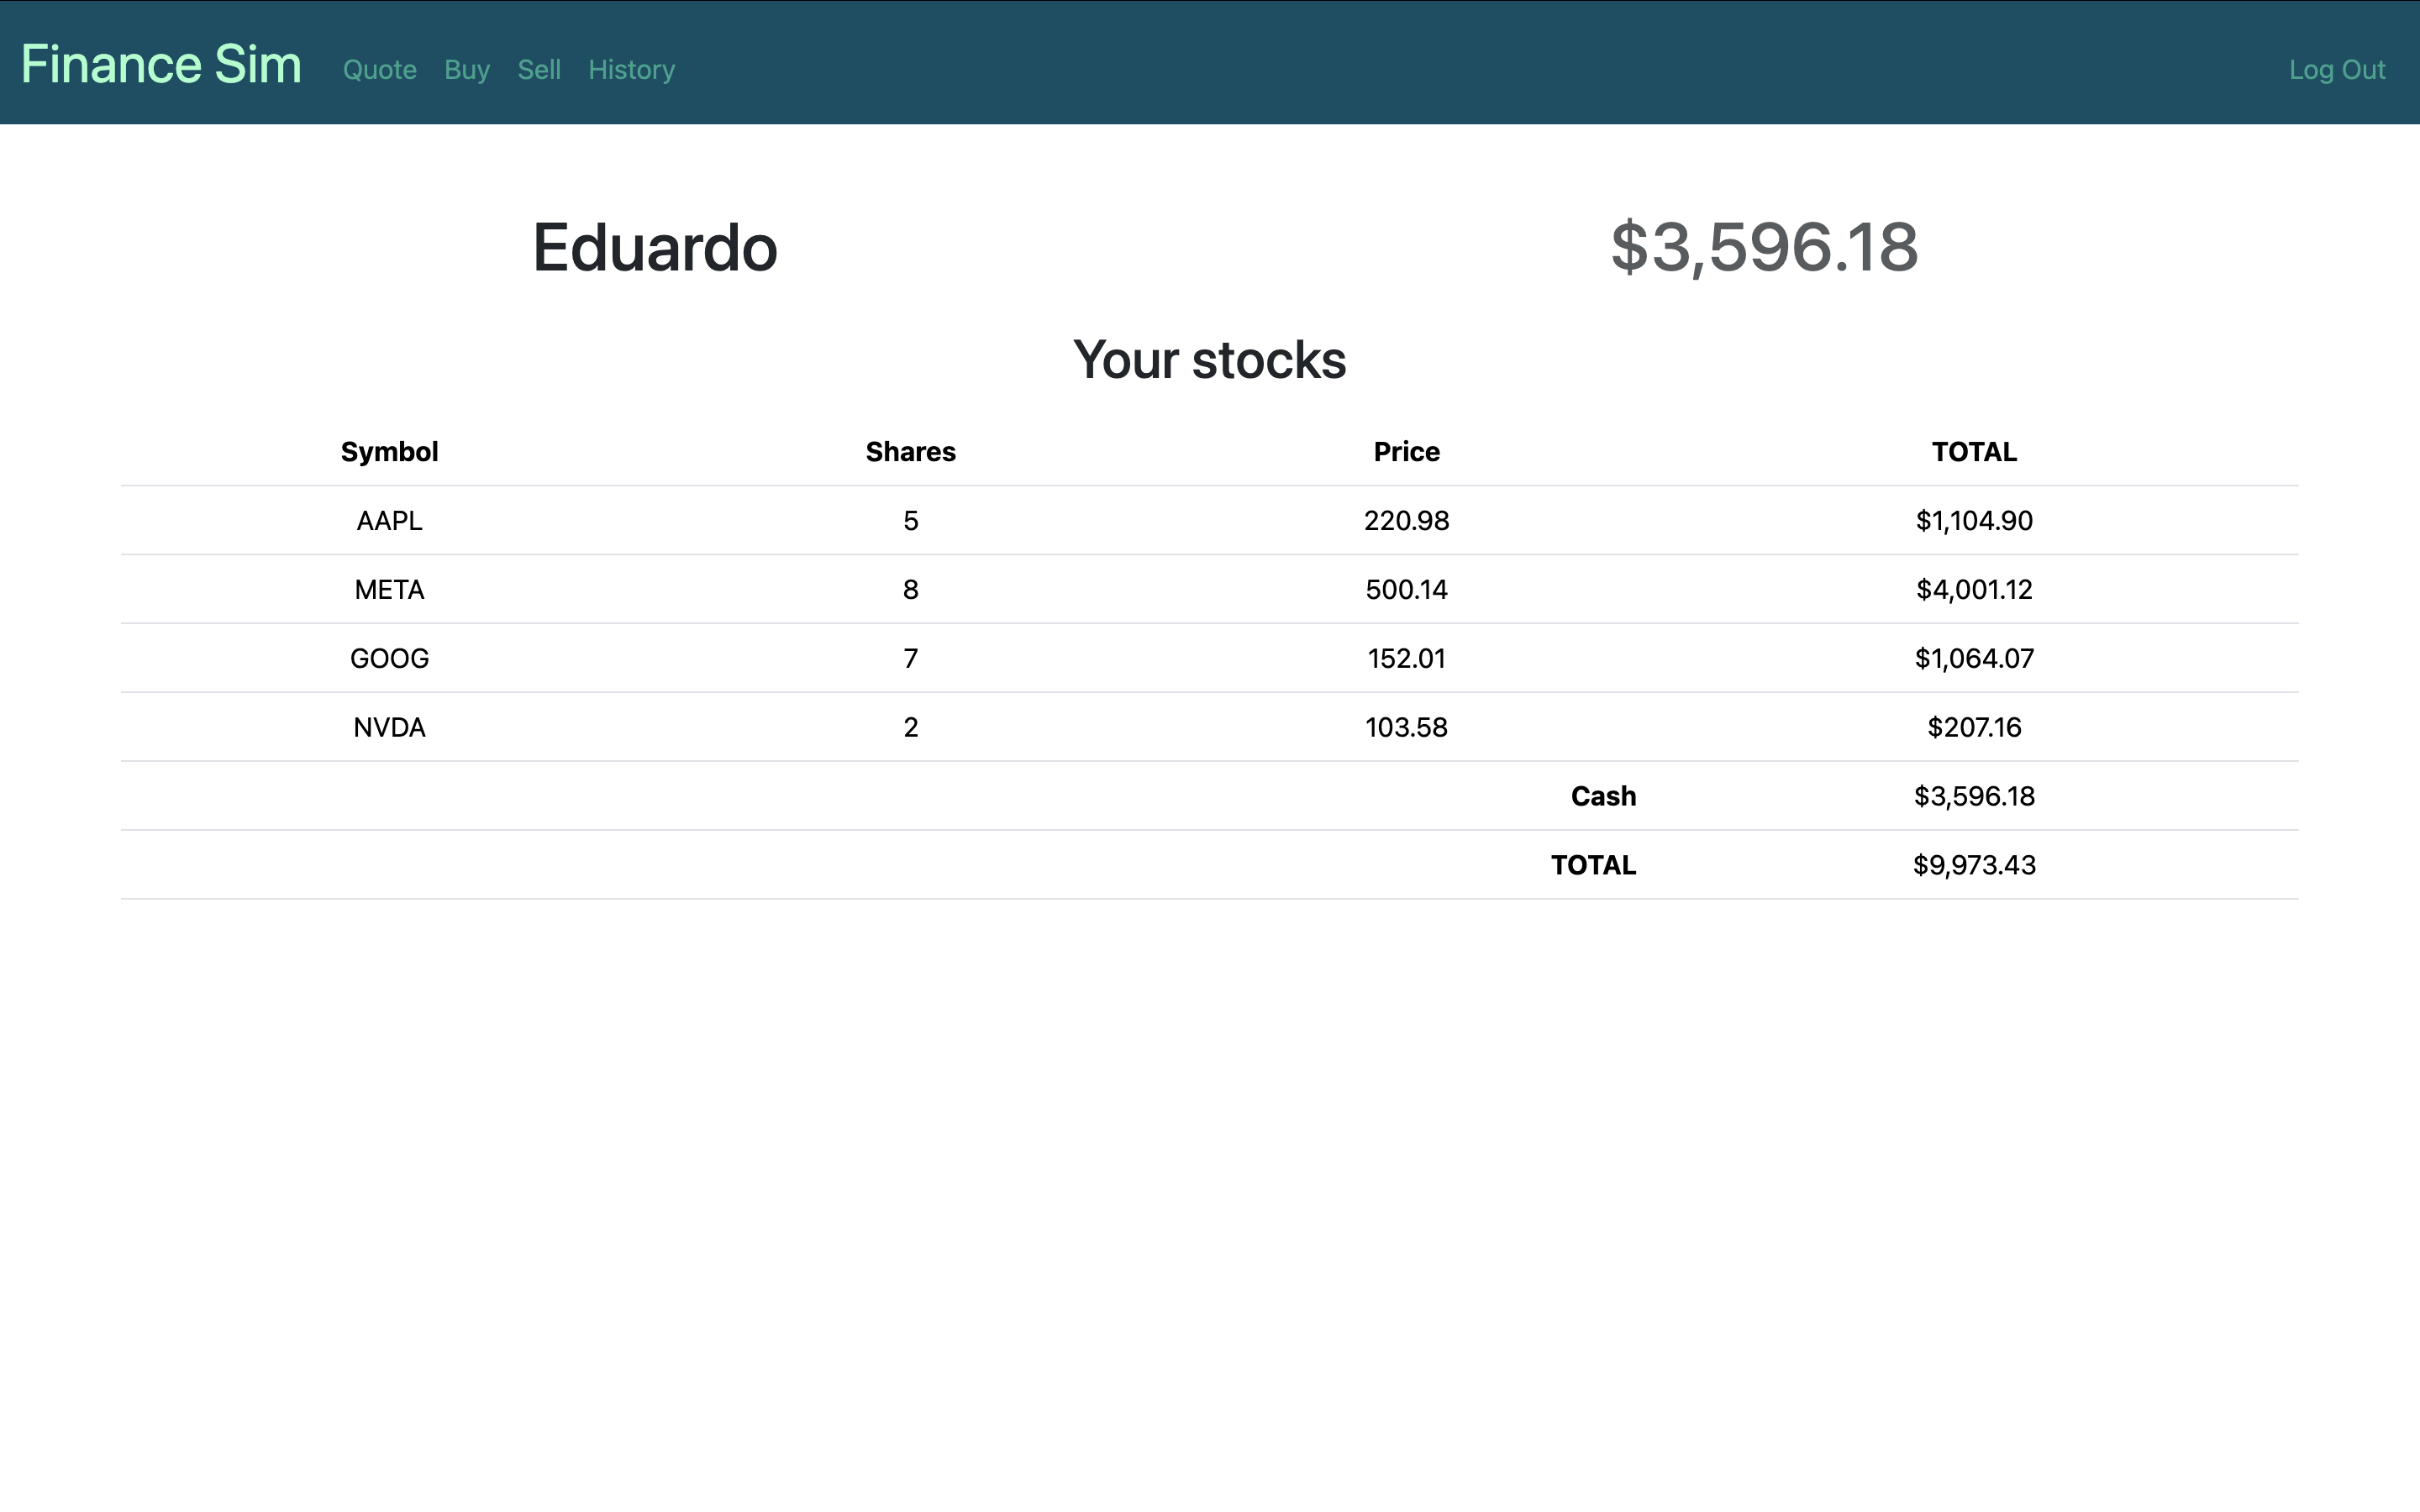 Finance Sim Quote Buy Sell History Log Out
Eduardo $3,596.18
Your stocks
Symbol Shares Price TOTAL
AAPL 5 220.98 $1,104.90
META 8 500.14 $4,001.12
GOOG 7 152.01 $1,064.07
NVDA 2 103.58 $207.16
Cash $3,596.18
TOTAL $9,973.43